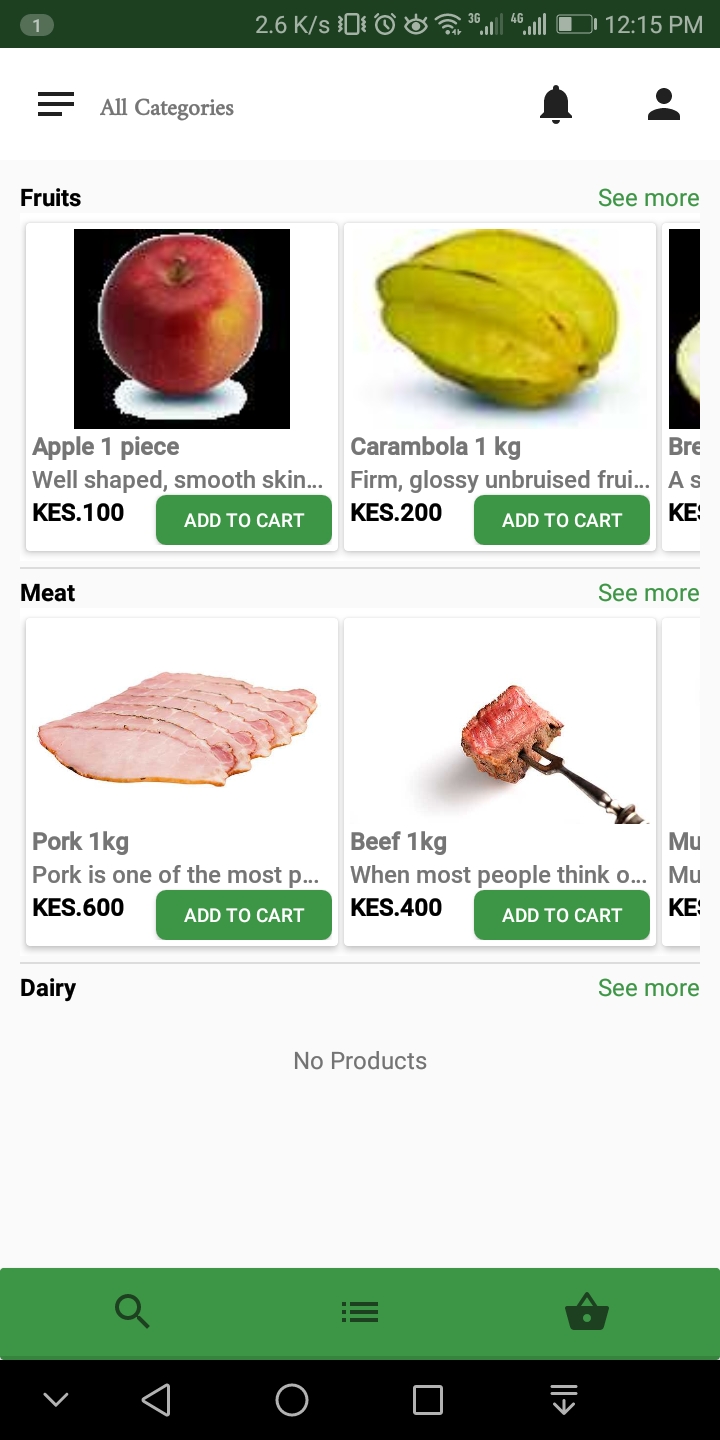 1 2.6 K/s 3G 4G 12:15 PM
All Categories
Fruits See more
Apple 1 piece
Well shaped, smooth skin...
KES.100 ADD TO CART
Carambola 1 kg
Firm, glossy unbruised frui...
KES.200 ADD TO CART
Bre
A s
KES
Meat See more
Pork 1kg
Pork is one of the most p...
KES.600 ADD TO CART
Beef 1kg
When most people think o...
KES.400 ADD TO CART
Mu
Mu
KES
Dairy See more
No Products